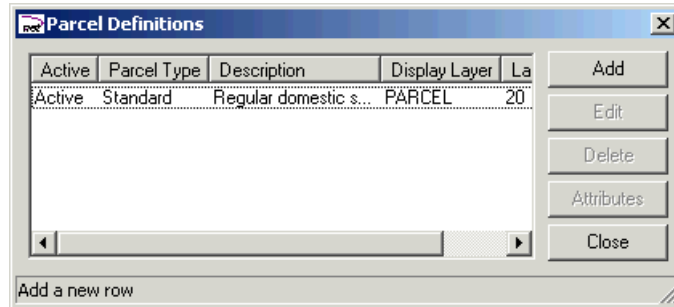 Parcel Definitions
Active Parcel Type Description Display Layer La
Active Standard Regular domestic s... PARCEL 20
Add
Edit
Delete
Attributes
Close
Add a new row